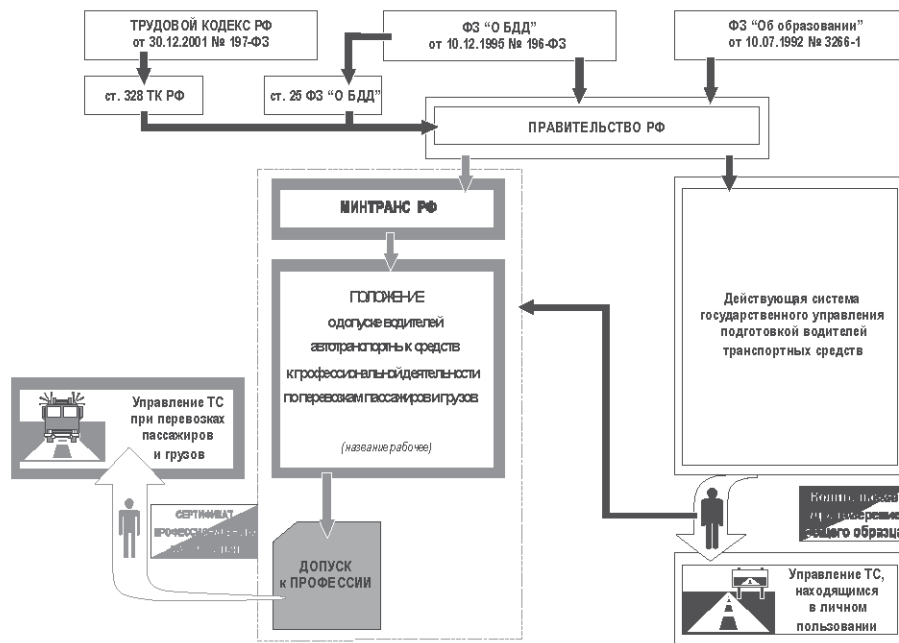 ТРУДОВОЙ КОДЕКС РФ
от 30.12.2001 № 197-ФЗ
ФЗ “О БДД”
от 10.12.1995 № 196-ФЗ
ФЗ “Об образовании”
от 10.07.1992 № 3266-1
ст. 328 ТК РФ
ст. 25 ФЗ “О БДД”
ПРАВИТЕЛЬСТВО РФ
МИНТРАНС РФ
ПОЛОЖЕНИЕ
о допуске водителей
автотранспортных средств
к профессиональной деятельности
по перевозкам пассажиров и грузов
(название рабочее)
Действующая система
государственного управления
подготовкой водителей
транспортных средств
Управление ТС
при перевозках
пассажиров
и грузов
СЕРТИФИКАТ
ДОПУСК
к ПРОФЕССИИ
общего образца
Управление ТС,
находящимся
в личном
пользовании